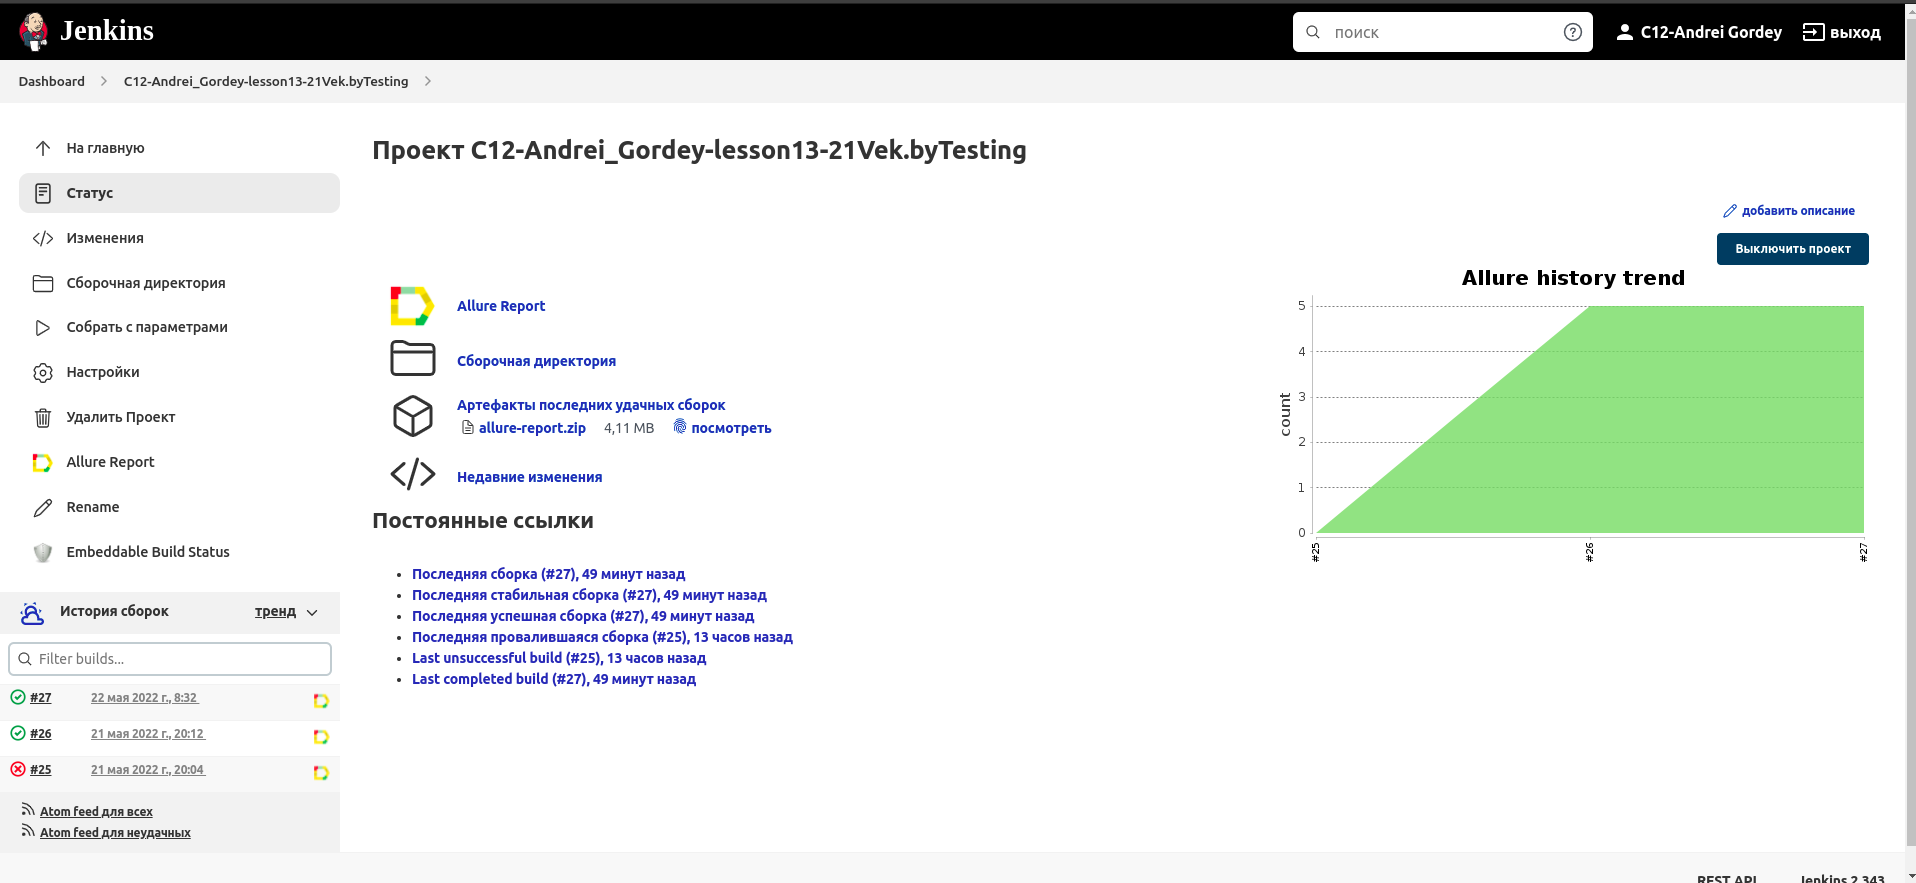 Jenkins
поиск
C12-Andrei Gordey
выход
Dashboard
C12-Andrei_Gordey-lesson13-21Vek.byTesting
На главную
Статус
Изменения
Сборочная директория
Собрать с параметрами
Настройки
Удалить Проект
Allure Report
Rename
Embeddable Build Status
История сборок
тренд
Filter builds...
#27 22 мая 2022 г., 8:32
#26 21 мая 2022 г., 20:12
#25 21 мая 2022 г., 20:04
Atom feed для всех
Atom feed для неудачных
Проект C12-Andrei_Gordey-lesson13-21Vek.byTesting
добавить описание
Выключить проект
Allure Report
Сборочная директория
Артефакты последних удачных сборок
allure-report.zip 4,11 MB посмотреть
Недавние изменения
Постоянные ссылки
Последняя сборка (#27), 49 минут назад
Последняя стабильная сборка (#27), 49 минут назад
Последняя успешная сборка (#27), 49 минут назад
Последняя провалившаяся сборка (#25), 13 часов назад
Last unsuccessful build (#25), 13 часов назад
Last completed build (#27), 49 минут назад
Allure history trend
count
5
4
3
2
1
0
#25
#26
#27
REST API
Jenkins 2.343